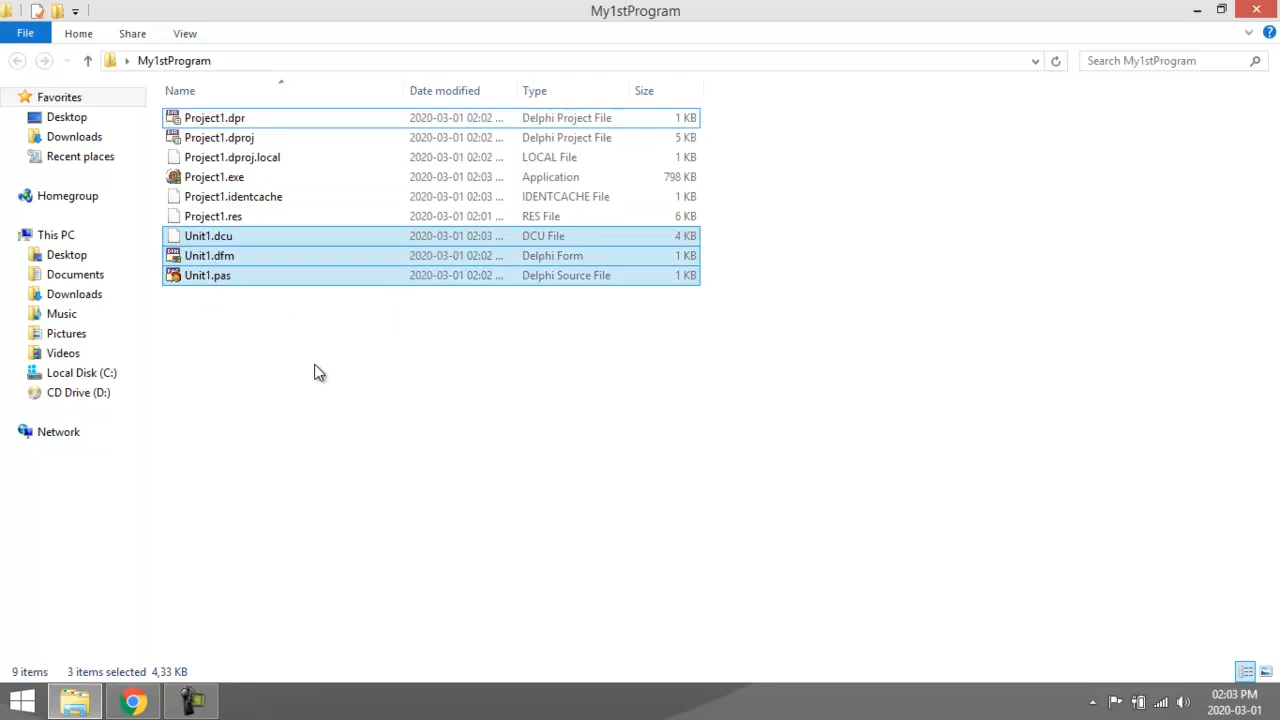 My1stProgram
File Home Share View
My1stProgram Search My1stProgram
Name Date modified Type Size
Favorites
Desktop
Downloads
Recent places
Homegroup
This PC
Desktop
Documents
Downloads
Music
Pictures
Videos
Local Disk (C:)
CD Drive (D:)
Network
Project1.dpr 2020-03-01 02:02 ... Delphi Project File 1 KB
Project1.dproj 2020-03-01 02:02 ... Delphi Project File 5 KB
Project1.dproj.local 2020-03-01 02:02 ... LOCAL File 1 KB
Project1.exe 2020-03-01 02:03 ... Application 798 KB
Project1.identcache 2020-03-01 02:03 ... IDENTCACHE File 1 KB
Project1.res 2020-03-01 02:01 ... RES File 6 KB
Unit1.dcu 2020-03-01 02:03 ... DCU File 4 KB
Unit1.dfm 2020-03-01 02:02 ... Delphi Form 1 KB
Unit1.pas 2020-03-01 02:02 ... Delphi Source File 1 KB
9 items 3 items selected 4,33 KB
02:03 PM
2020-03-01